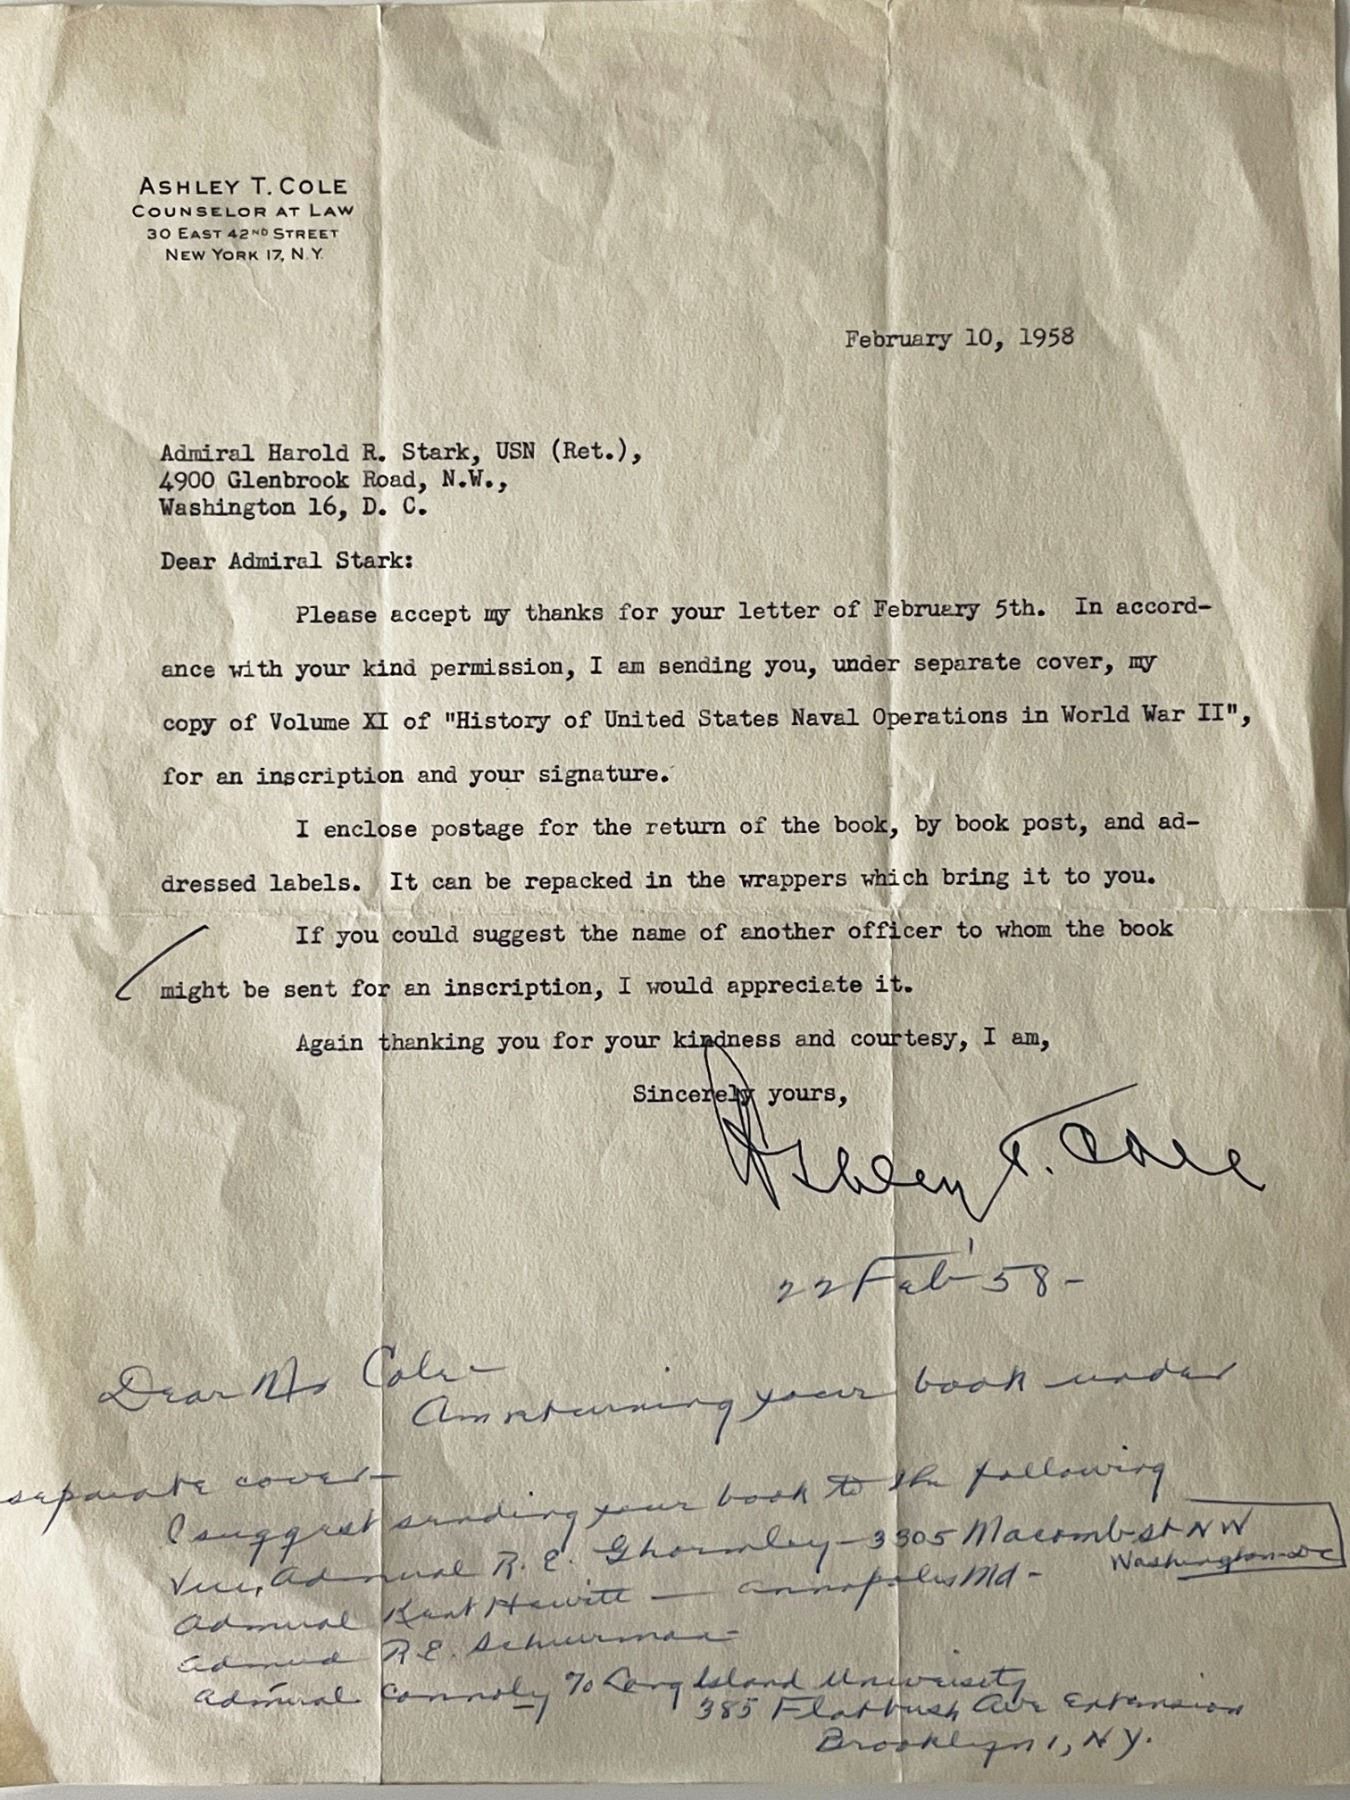 ASHLEY T. COLE
COUNSELOR AT LAW
30 EAST 42ND STREET
NEW YORK 17, N.Y.
February 10, 1958
Admiral Harold R. Stark, USN (Ret.),
4900 Glenbrook Road, N.W.,
Washington 16, D. C.
Dear Admiral Stark:
Please accept my thanks for your letter of February 5th. In accord-
ance with your kind permission, I am sending you, under separate cover, my
copy of Volume XI of "History of United States Naval Operations in World War II",
for an inscription and your signature.
I enclose postage for the return of the book, by book post, and ad-
dressed labels. It can be repacked in the wrappers which bring it to you.
If you could suggest the name of another officer to whom the book
might be sent for an inscription, I would appreciate it.
Again thanking you for your kindness and courtesy, I am,
Sincerely yours,
Ashley T. Cole
22 Feb '58-
Dear Mr Cole-
Am returning your book under
separate cover-
I suggest sending your book to the following
Vice, Admiral R. E. Ghormley - 3305 Macomb st NW
Washington DC
Admiral Kent Hewitt - Annapolis Md -
Admiral R.E. Schuirmann-
Admiral Connoly % Long Island University
385 Flatbush Ave Extension
Brooklyn 1, N Y.